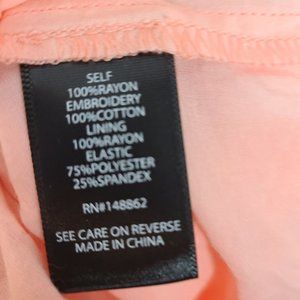 SELF
100%RAYON
EMBROIDERY
100%COTTON
LINING
100%RAYON
ELASTIC
75%POLYESTER
25%SPANDEX
RN#148862
SEE CARE ON REVERSE
MADE IN CHINA